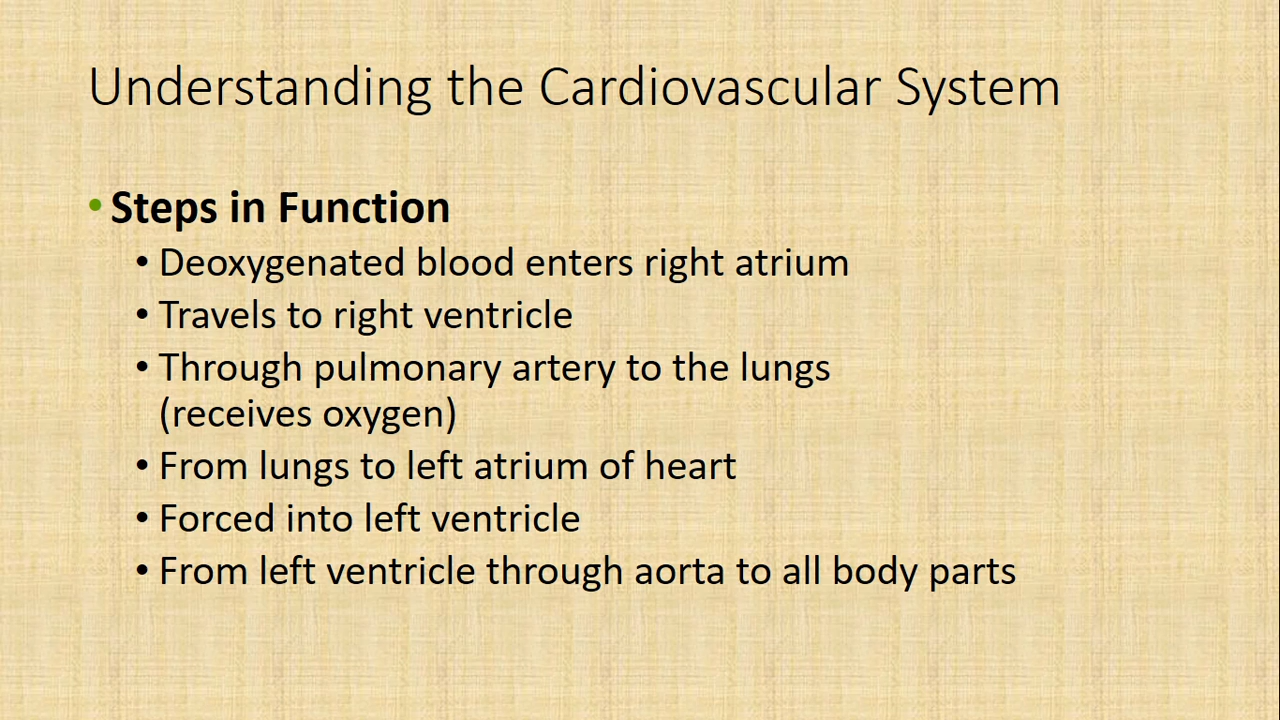 Understanding the Cardiovascular System
• Steps in Function
• Deoxygenated blood enters right atrium
• Travels to right ventricle
• Through pulmonary artery to the lungs
(receives oxygen)
• From lungs to left atrium of heart
• Forced into left ventricle
• From left ventricle through aorta to all body parts